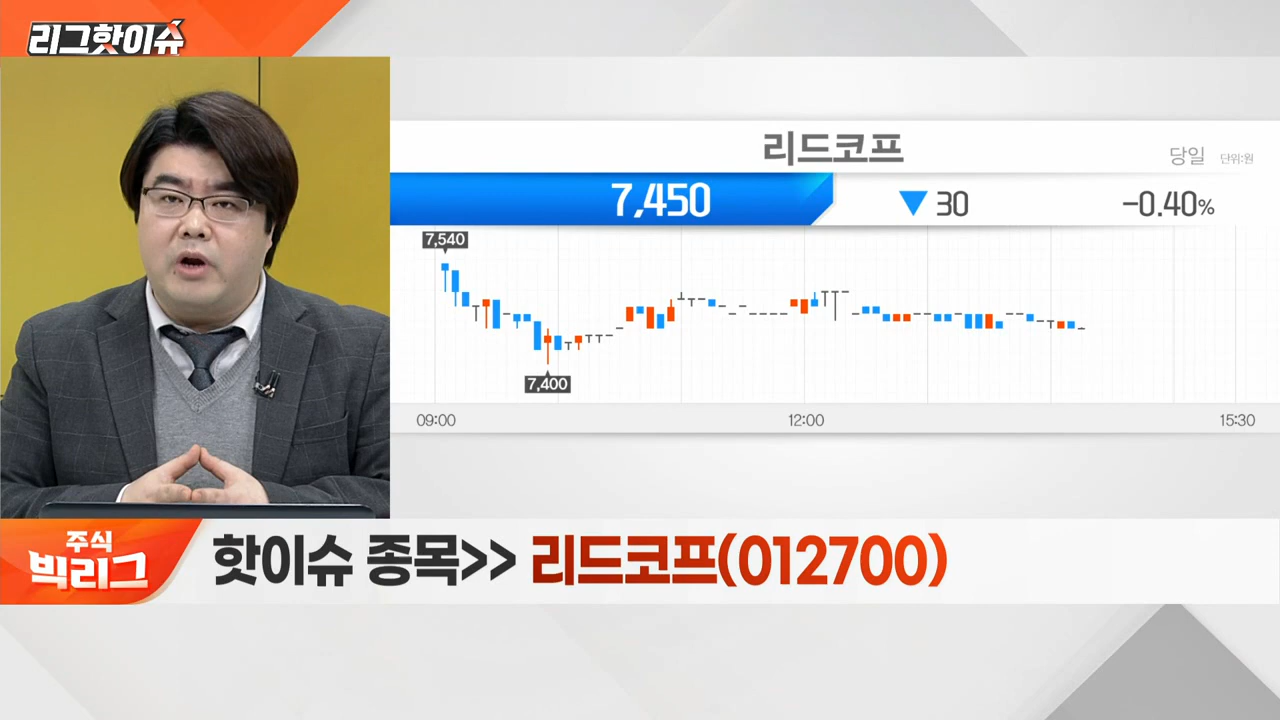 리그핫이슈
리드코프
당일 단위:원
7,450 ▼ 30 -0.40%
7,540
7,400
09:00 12:00 15:30
주식
빅리그
핫이슈 종목>> 리드코프(012700)